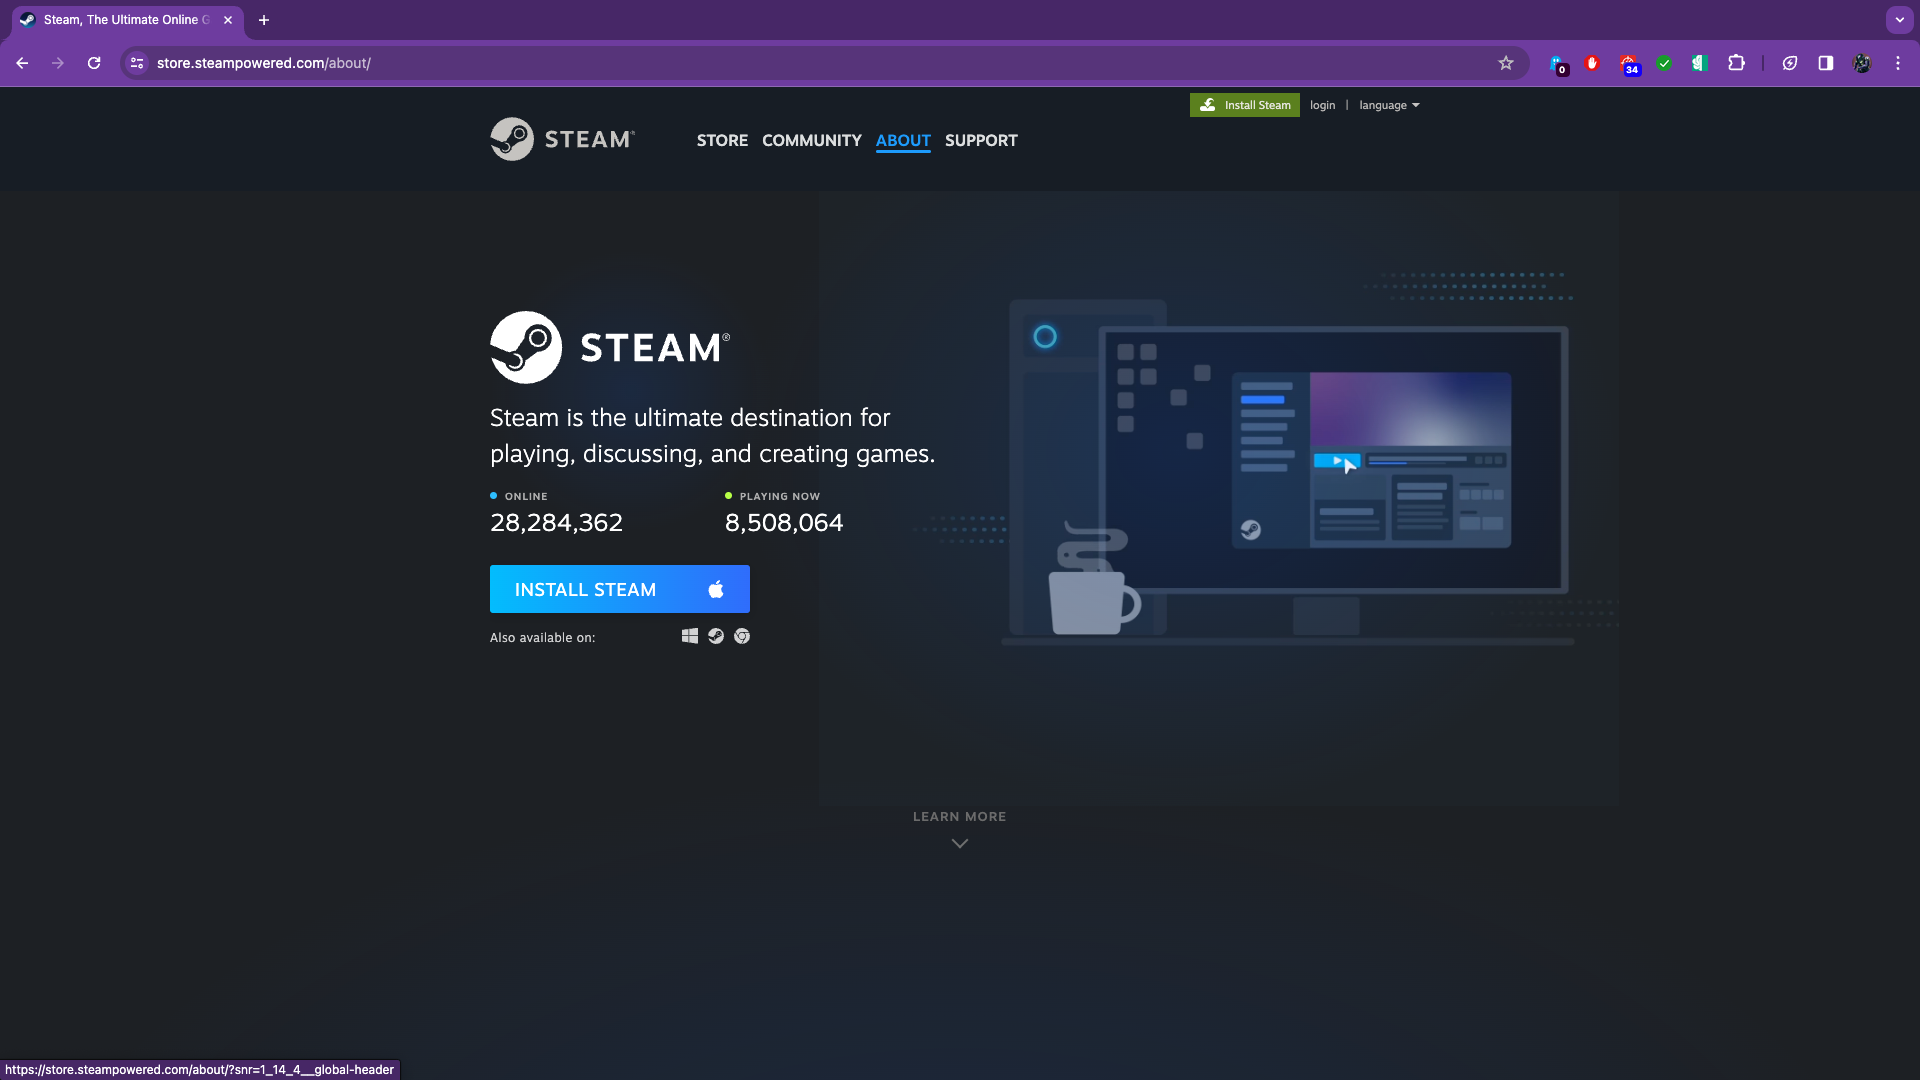 Steam, The Ultimate Online G
store.steampowered.com/about/
0
34
Install Steam
login | language
STEAM®
STORE COMMUNITY ABOUT SUPPORT
STEAM®
Steam is the ultimate destination for
playing, discussing, and creating games.
ONLINE
28,284,362
PLAYING NOW
8,508,064
INSTALL STEAM
Also available on:
LEARN MORE
https://store.steampowered.com/about/?snr=1_14_4__global-header